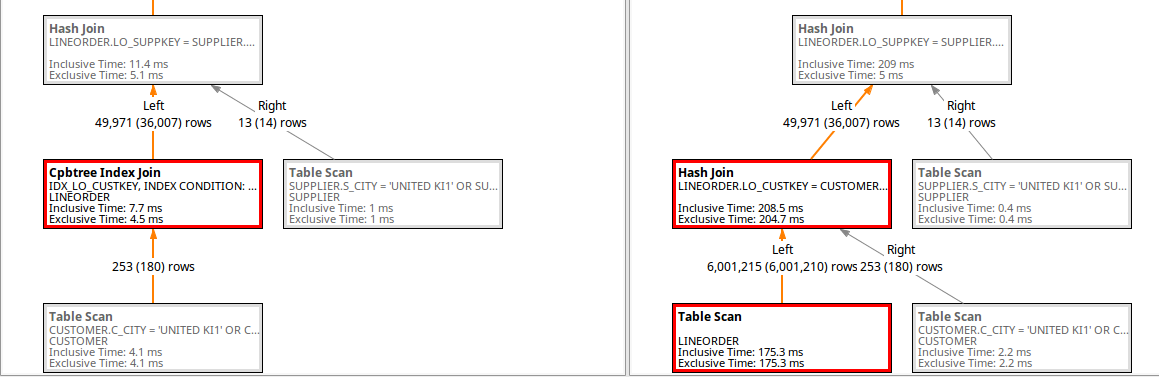 Hash Join
LINEORDER.LO_SUPPKEY = SUPPLIER....
Inclusive Time: 11.4 ms
Exclusive Time: 5.1 ms
Left
Right
49,971 (36,007) rows
13 (14) rows
Cpbtree Index Join
IDX_LO_CUSTKEY, INDEX CONDITION: ...
LINEORDER
Inclusive Time: 7.7 ms
Exclusive Time: 4.5 ms
Table Scan
SUPPLIER.S_CITY = 'UNITED KI1' OR SU...
SUPPLIER
Inclusive Time: 1 ms
Exclusive Time: 1 ms
253 (180) rows
Table Scan
CUSTOMER.C_CITY = 'UNITED KI1' OR C...
CUSTOMER
Inclusive Time: 4.1 ms
Exclusive Time: 4.1 ms
Hash Join
LINEORDER.LO_SUPPKEY = SUPPLIER....
Inclusive Time: 209 ms
Exclusive Time: 5 ms
Left
Right
49,971 (36,007) rows
13 (14) rows
Hash Join
LINEORDER.LO_CUSTKEY = CUSTOMER...
Inclusive Time: 208.5 ms
Exclusive Time: 204.7 ms
Table Scan
SUPPLIER.S_CITY = 'UNITED KI1' OR SU...
SUPPLIER
Inclusive Time: 0.4 ms
Exclusive Time: 0.4 ms
Left
Right
6,001,215 (6,001,210) rows
253 (180) rows
Table Scan
LINEORDER
Inclusive Time: 175.3 ms
Exclusive Time: 175.3 ms
Table Scan
CUSTOMER.C_CITY = 'UNITED KI1' OR C...
CUSTOMER
Inclusive Time: 2.2 ms
Exclusive Time: 2.2 ms